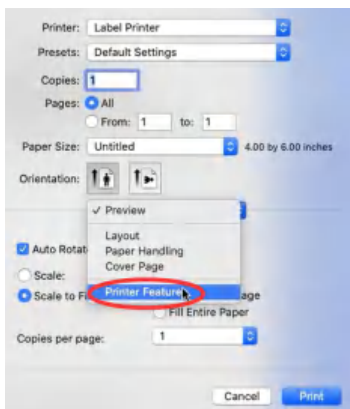 Printer: Label Printer
Presets: Default Settings
Copies: 1
Pages: All
From: 1 to: 1
Paper Size: Untitled 4.00 by 6.00 inches
Orientation:
✓ Preview
Layout
Auto Rotat
Paper Handling
Cover Page
Scale:
Printer Features
Scale to Fi age
Fill Entire Paper
Copies per page: 1
Cancel Print